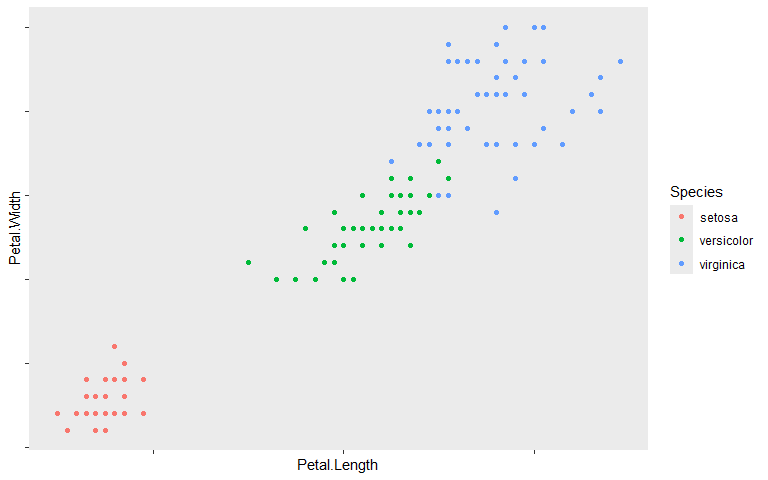 Petal.Width
Petal.Length
Species
setosa
versicolor
virginica